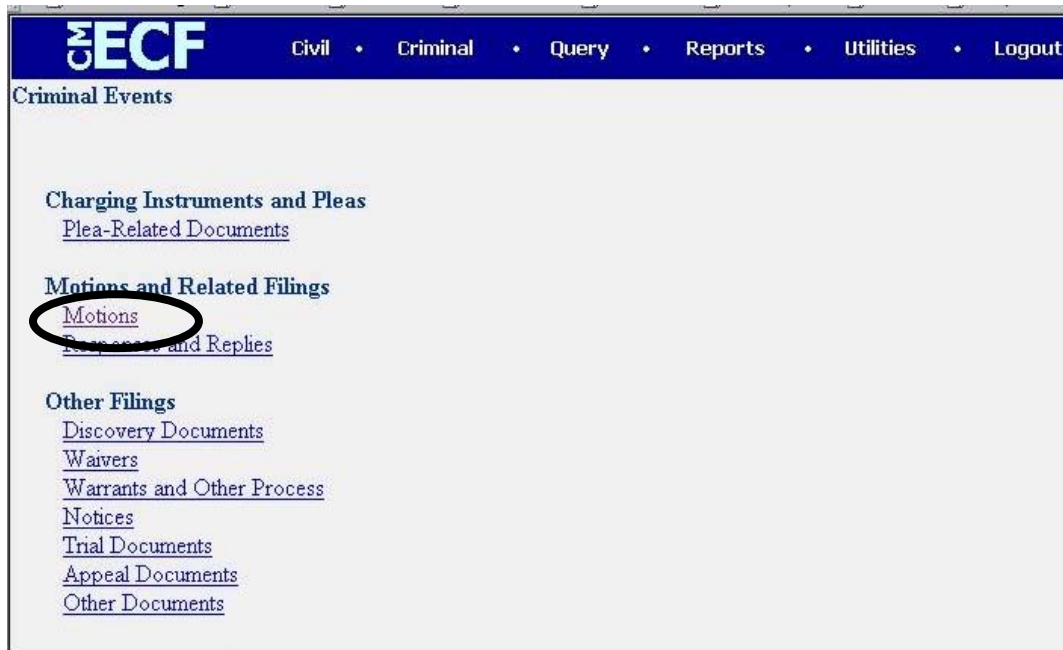 CM ECF Civil • Criminal • Query • Reports • Utilities • Logout
Criminal Events
Charging Instruments and Pleas
Plea-Related Documents
Motions and Related Filings
Motions
Responses and Replies
Other Filings
Discovery Documents
Waivers
Warrants and Other Process
Notices
Trial Documents
Appeal Documents
Other Documents